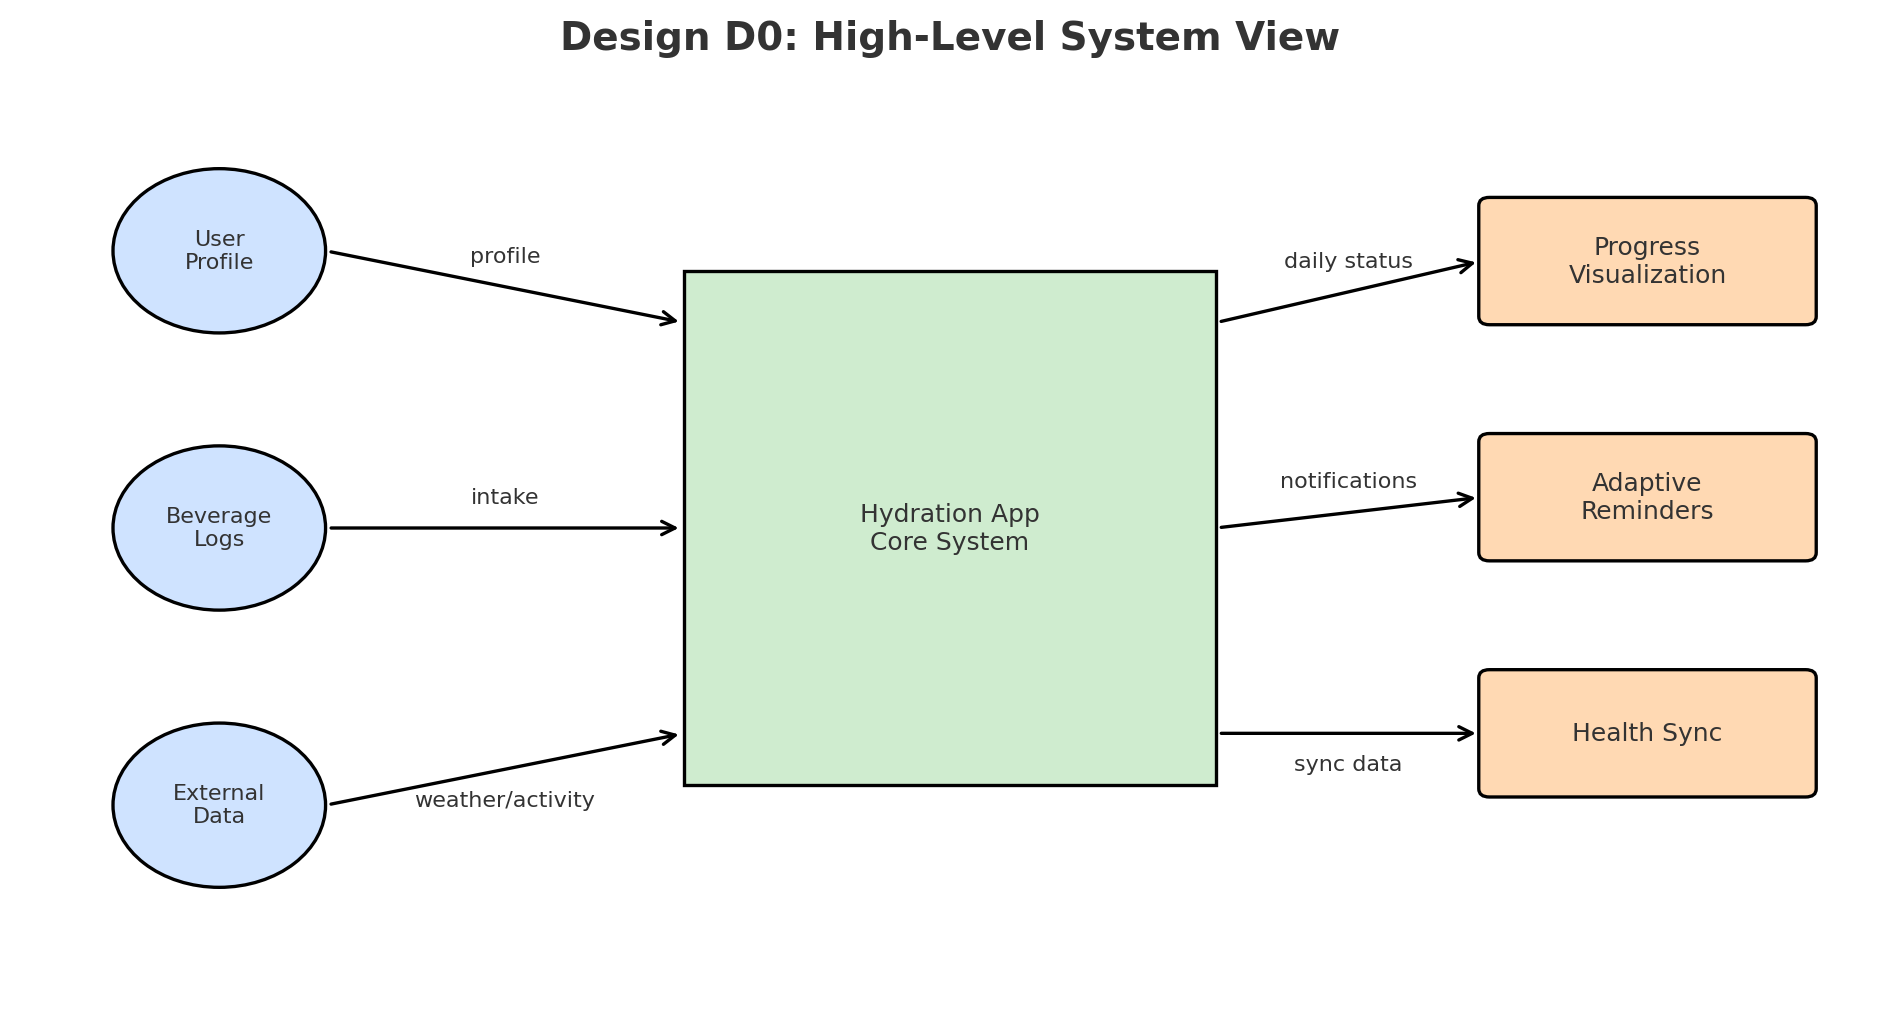 Design D0: High-Level System View
User
Profile
profile
daily status
Progress
Visualization
Beverage
Logs
intake
Hydration App
Core System
notifications
Adaptive
Reminders
External
Data
weather/activity
sync data
Health Sync